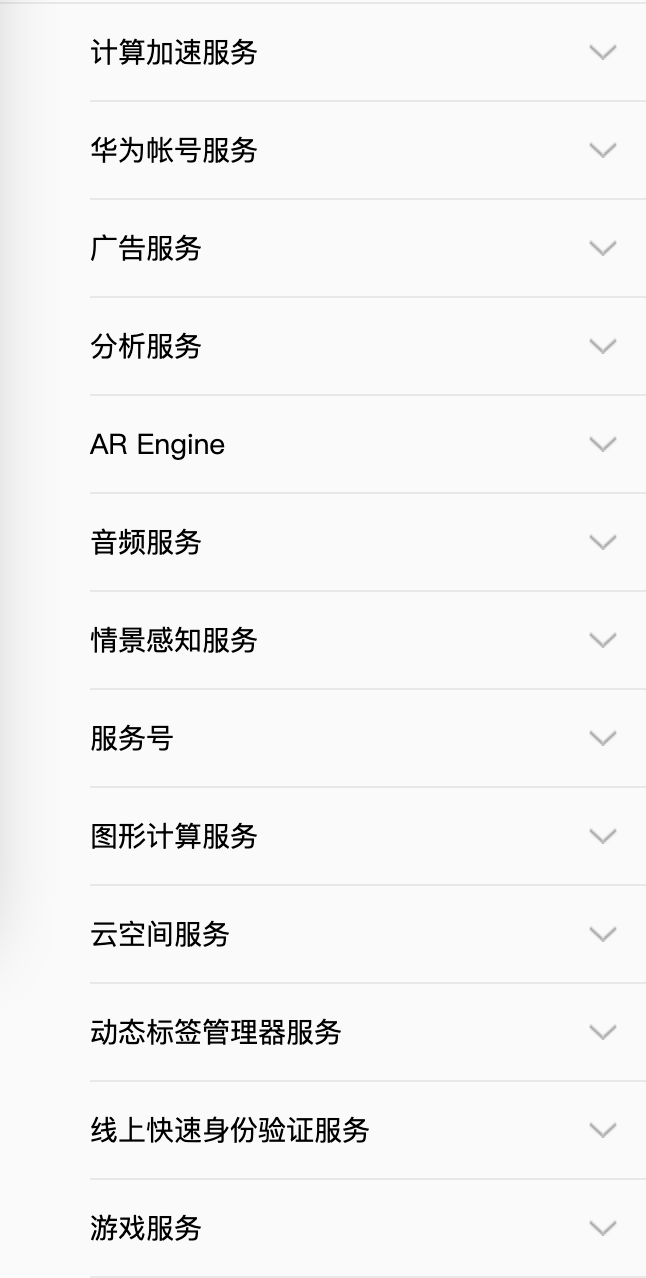 计算加速服务
华为帐号服务
广告服务
分析服务
AR Engine
音频服务
情景感知服务
服务号
图形计算服务
云空间服务
动态标签管理器服务
线上快速身份验证服务
游戏服务